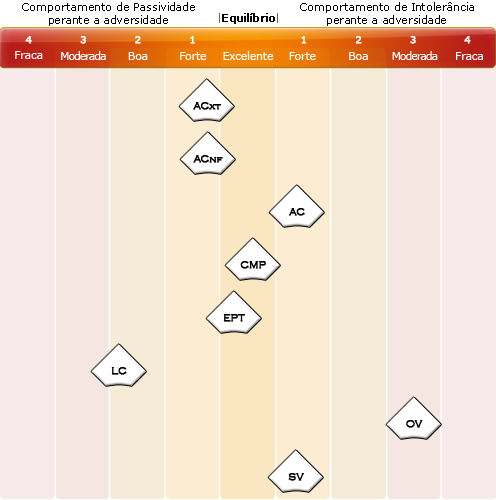 Comportamento de Passividade
perante a adversidade
|Equilíbrio|
Comportamento de Intolerância
perante a adversidade
4 3 2 1 1 2 3 4
Fraca Moderada Boa Forte Excelente Forte Boa Moderada Fraca
ACXT
ACNF
AC
CMP
EPT
LC
OV
SV